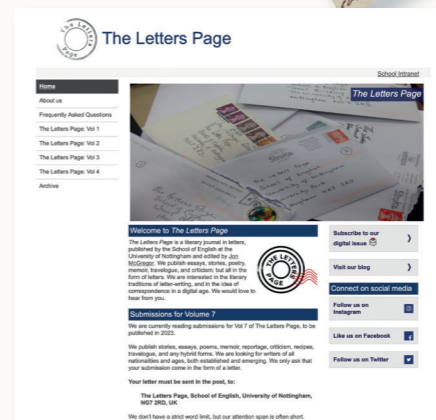 The Letters Page
The Letters Page
School Intranet
Home
About us
Frequently Asked Questions
The Letters Page: Vol 1
The Letters Page: Vol 2
The Letters Page: Vol 3
The Letters Page: Vol 4
Archive
The Letters Page
Welcome to The Letters Page
The Letters Page is a literary journal in letters,
published by the School of English at the
University of Nottingham and edited by Jon
McGregor. We publish essays, stories, poetry,
memoir, travelogue, and criticism; but all in the
form of letters. We are interested in the literary
traditions of letter-writing, and in the idea of
correspondence in a digital age. We would love to
hear from you.
THE LETTERS PAGE
Submissions for Volume 7
We are currently reading submissions for Vol 7 of The Letters Page, to be
published in 2022.
We publish stories, essays, poems, memoir, reportage, criticism, recipes,
travelogue, and any hybrid forms. We are looking for writers of all
nationalities and ages, both established and emerging. We only ask that
your submission come in the form of a letter.
Your letter must be sent in the post, to:
The Letters Page, School of English, University of Nottingham,
NG7 2RD, UK
We don't have a strict word limit, but our attention span is often short.
Subscribe to our
digital issue
Visit our blog
Connect on social media
Follow us on
Instagram
Like us on Facebook
Follow us on Twitter